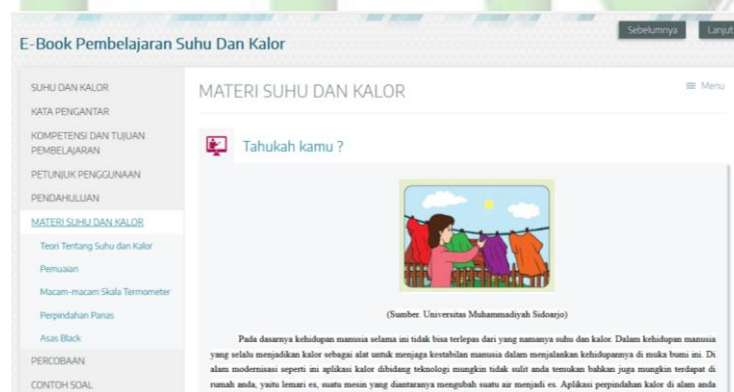 Sebelumnya
Lanjut
E-Book Pembelajaran Suhu Dan Kalor
SUHU DAN KALOR
KATA PENGANTAR
KOMPETENSI DAN TUJUAN
PEMBELAJARAN
PETUNJUK PENGGUNAAN
PENDAHULUAN
MATERI SUHU DAN KALOR
Teori Tentang Suhu dan Kalor
Pemuaian
Macam-macam Skala Termometer
Perpindahan Panas
Asas Black
PERCOBAAN
CONTOH SOAL
MATERI SUHU DAN KALOR
Menu
Tahukah kamu ?
(Sumber. Universitas Muhammadiyah Sidoarjo)
Pada dasarnya kehidupan manusia selama ini tidak bisa terlepas dari yang namanya suhu dan kalor. Dalam kehidupan manusia
yang selalu menjadikan kalor sebagai alat untuk menjaga kestabilan manusia dalam menjalankan kehidupannya di muka bumi ini. Di
alam modernisasi seperti ini aplikasi kalor dibidang teknologi mungkin tidak sulit anda temukan bahkan juga mungkin terdapat di
rumah anda, yaitu lemari es, suatu mesin yang diantaranya mengubah suatu air menjadi es. Aplikasi perpindahan kalor di alam anda